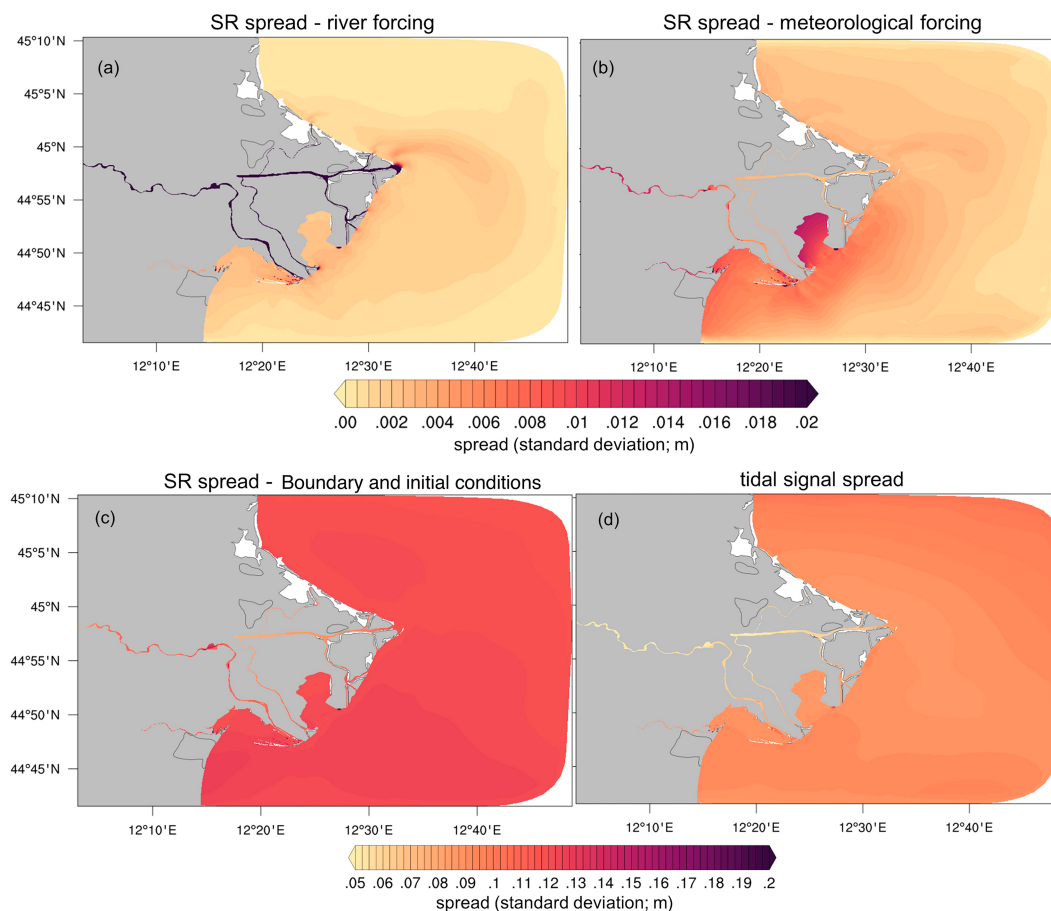 SR spread - river forcing
SR spread - meteorological forcing
(a)
(b)
45°10'N
45°5'N
45°N
44°55'N
44°50'N
44°45'N
12°10'E 12°20'E 12°30'E 12°40'E
12°10'E 12°20'E 12°30'E 12°40'E
.00 .002 .004 .006 .008 .01 .012 .014 .016 .018 .02
spread (standard deviation; m)
SR spread - Boundary and initial conditions
tidal signal spread
(c)
(d)
45°10'N
45°5'N
45°N
44°55'N
44°50'N
44°45'N
12°10'E 12°20'E 12°30'E 12°40'E
12°10'E 12°20'E 12°30'E 12°40'E
.05 .06 .07 .08 .09 .1 .11 .12 .13 .14 .15 .16 .17 .18 .19 .2
spread (standard deviation; m)